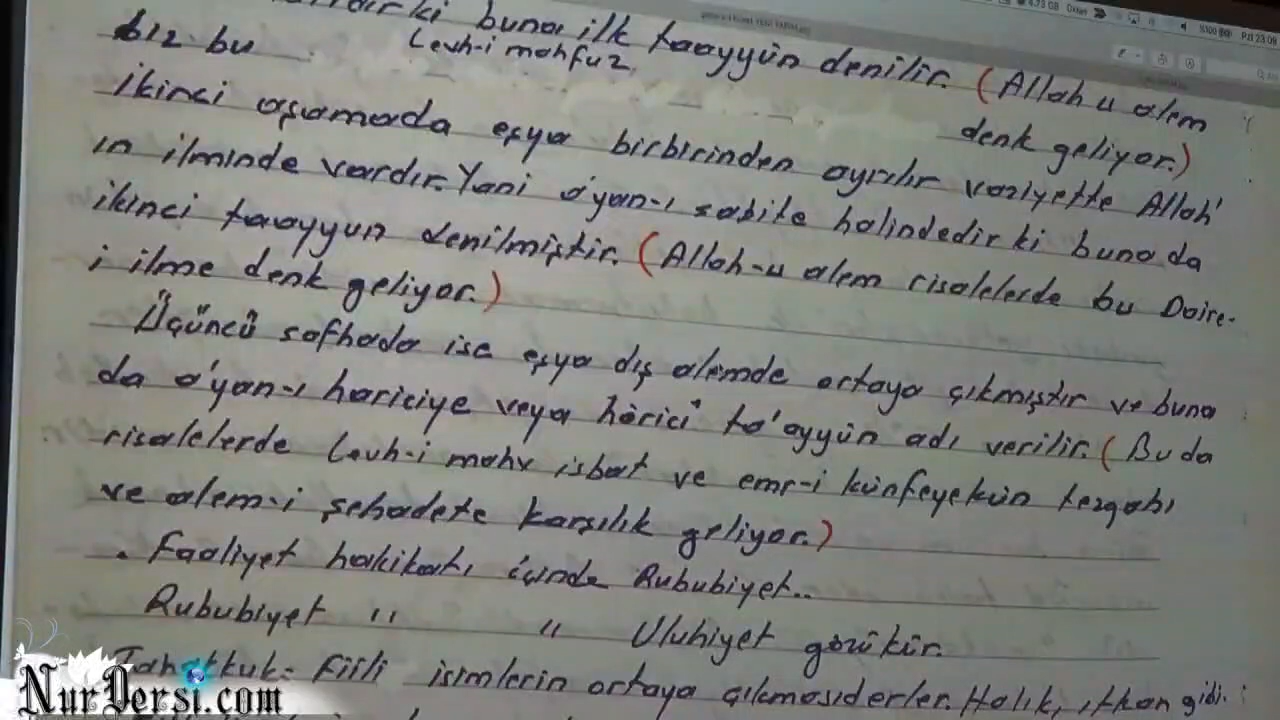 ki buna ilk taayyün denilir. (Allah u alem
biz bu Levh-i mahfuz denk geliyor.)
İkinci aşamada eşya birbirinden ayrılır vaziyette Allah'
ın ilminde vardır. Yani a'yan-ı sabite halindedir ki buna da
ikinci taayyun denilmiştir. (Allah-u alem risalelerde bu Daire-
i ilme denk geliyor.)
Üçüncü safhada ise eşya dış alemde ortaya çıkmıştır ve buna
da a'yan-ı hariciye veya hârici ta'ayyün adı verilir. (Bu da
risalelerde Levh-i mahv isbat ve emr-i künfeyekün tezgahı
ve alem-i şehadete karşılık geliyor.)
. Faaliyet hakikatı içinde Rububiyet..
Rububiyet " " Uluhiyet gözükür.
Tahakkuk= Fiili isimlerin ortaya çıkmasıderler. Halık, itkan gibi.
NurDersi.com